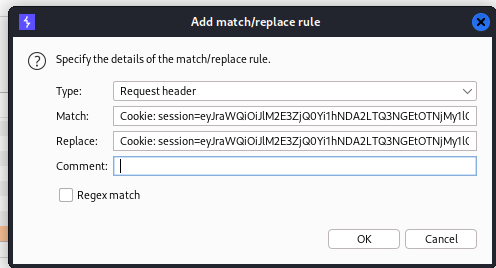 Add match/replace rule
Specify the details of the match/replace rule.
Type: Request header
Match: Cookie: session=eyJraWQiOiJlM2E3ZjQ0Yi1hNDA2LTQ3NGEtOTNjMy1l
Replace: Cookie: session=eyJraWQiOiJlM2E3ZjQ0Yi1hNDA2LTQ3NGEtOTNjMy1l
Comment:
Regex match
OK Cancel